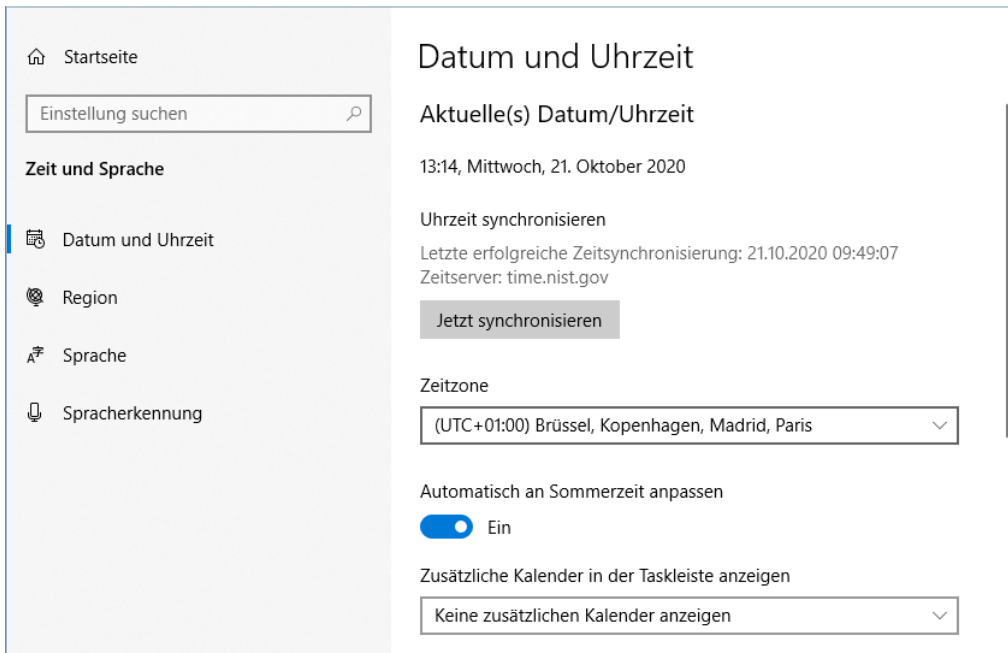 Startseite
Einstellung suchen
Zeit und Sprache
Datum und Uhrzeit
Region
Sprache
Spracherkennung
Datum und Uhrzeit
Aktuelle(s) Datum/Uhrzeit
13:14, Mittwoch, 21. Oktober 2020
Uhrzeit synchronisieren
Letzte erfolgreiche Zeitsynchronisierung: 21.10.2020 09:49:07
Zeitserver: time.nist.gov
Jetzt synchronisieren
Zeitzone
(UTC+01:00) Brüssel, Kopenhagen, Madrid, Paris
Automatisch an Sommerzeit anpassen
Ein
Zusätzliche Kalender in der Taskleiste anzeigen
Keine zusätzlichen Kalender anzeigen